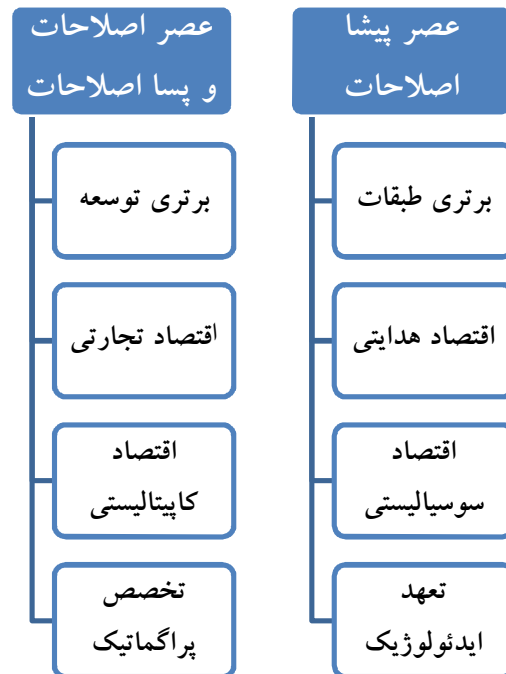 عصر پیشا
اصلاحات
برتری طبقات
اقتصاد هدایتی
اقتصاد
سوسیالیستی
تعهد
ایدئولوژیک
عصر اصلاحات
و پسا اصلاحات
برتری توسعه
اقتصاد تجارتی
اقتصاد
کاپیتالیستی
تخصص
پراگماتیک